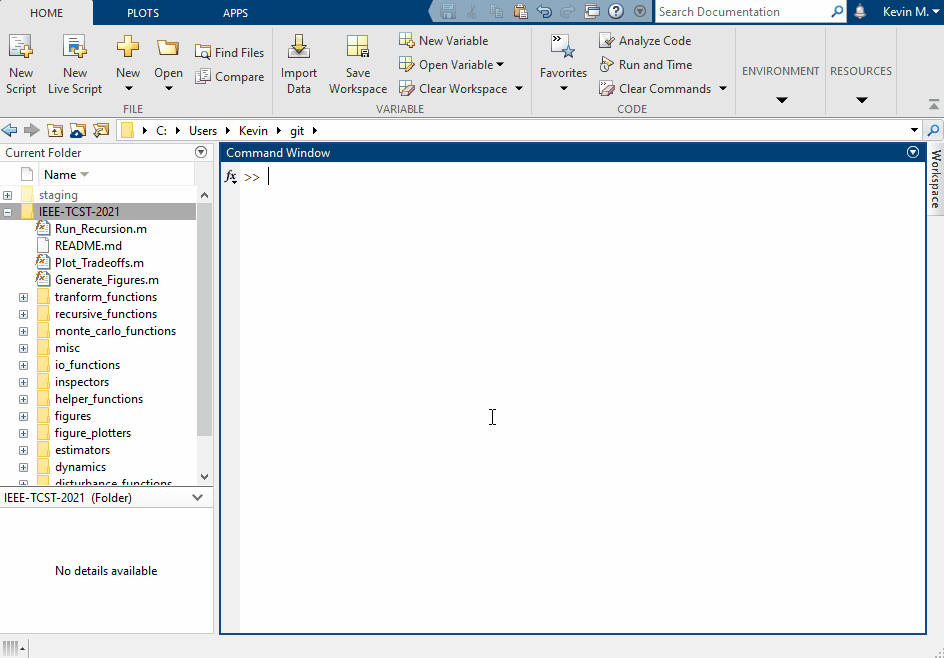 HOME PLOTS APPS Search Documentation Kevin M.
New Script
New Live Script
New
Open
Find Files
Compare
FILE
Import Data
Save Workspace
New Variable
Open Variable
Clear Workspace
VARIABLE
Favorites
Analyze Code
Run and Time
Clear Commands
CODE
ENVIRONMENT
RESOURCES
C: Users Kevin git
Current Folder
Name
staging
IEEE-TCST-2021
Run_Recursion.m
README.md
Plot_Tradeoffs.m
Generate_Figures.m
tranform_functions
recursive_functions
monte_carlo_functions
misc
io_functions
inspectors
helper_functions
figures
figure_plotters
estimators
dynamics
disturbance_functions
IEEE-TCST-2021 (Folder)
No details available
Command Window
fx >>
Workspace